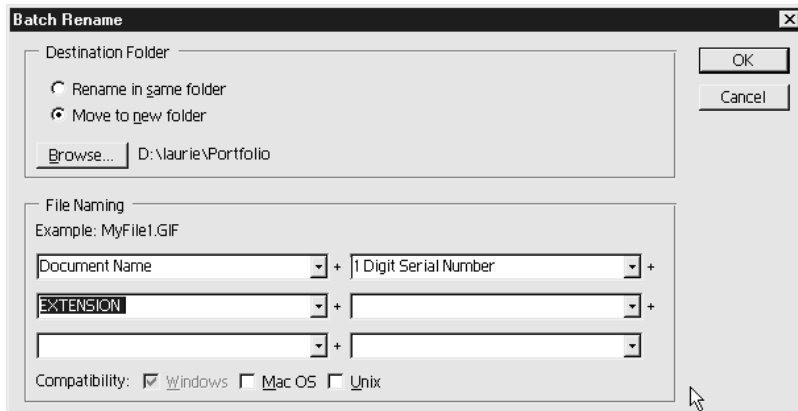 Batch Rename
Destination Folder
OK
Rename in same folder
Cancel
Move to new folder
Browse... D:\laurie\Portfolio
File Naming
Example: MyFile1.GIF
Document Name + 1 Digit Serial Number +
EXTENSION + +
+
Compatibility: Windows Mac OS Unix